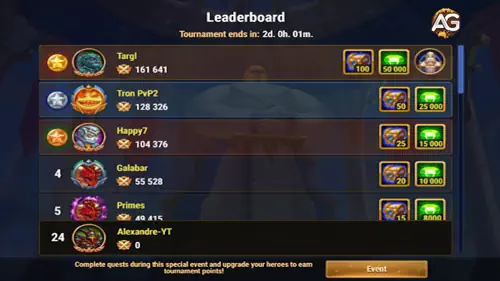 AG
Leaderboard
Tournament ends in: 2d. 0h. 01m.
Targl
161 641
100
50 000
Tron PvP2
128 326
50
25 000
Happy7
104 376
25
15 000
4
Galabar
55 528
20
10 000
5
Primes
49 415
15
8000
24
Alexandre-YT
0
Complete quests during this special event and upgrade your heroes to earn
tournament points!
Event